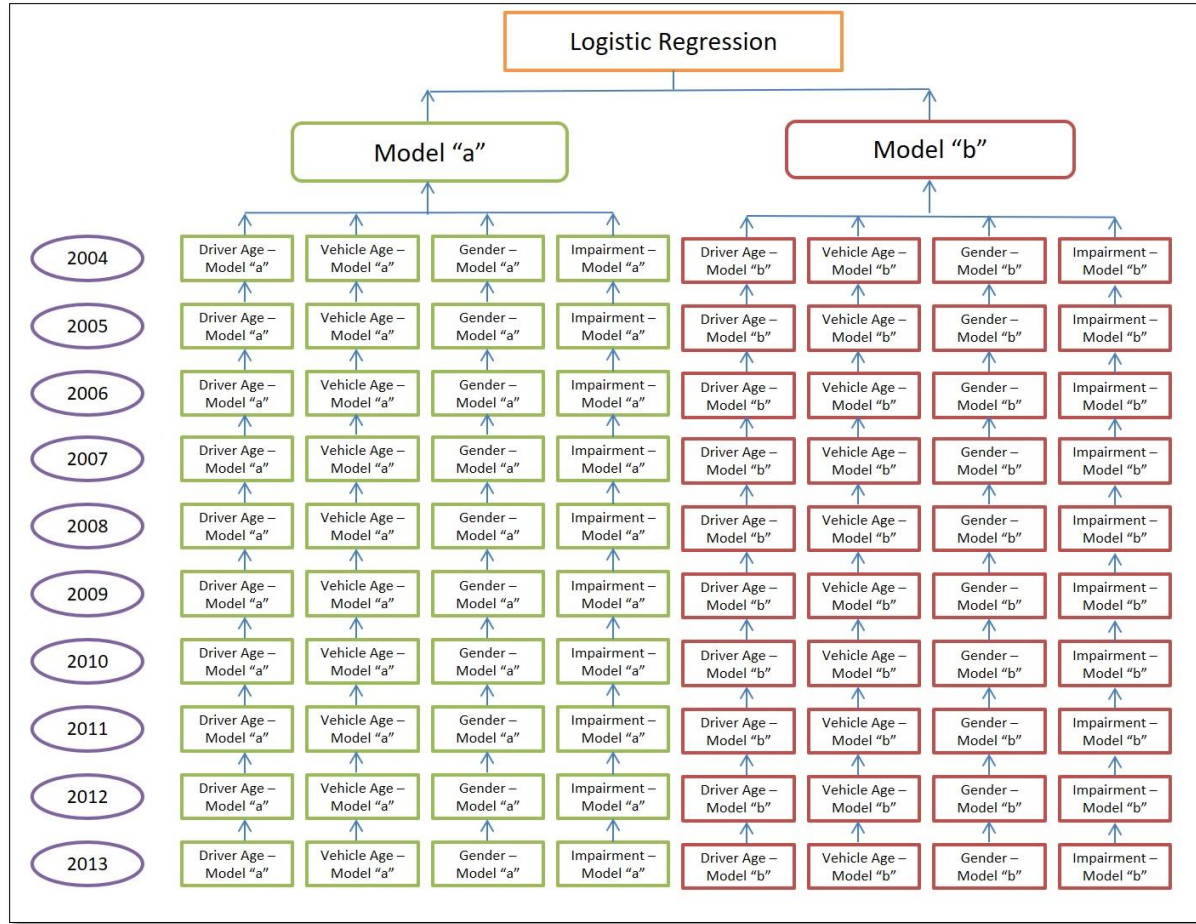 Logistic Regression
Model “a”
Model “b”
2004
Driver Age –
Model “a”
Vehicle Age –
Model “a”
Gender –
Model “a”
Impairment –
Model “a”
Driver Age –
Model “b”
Vehicle Age –
Model “b”
Gender –
Model “b”
Impairment –
Model “b”
2005
Driver Age –
Model “a”
Vehicle Age –
Model “a”
Gender –
Model “a”
Impairment –
Model “a”
Driver Age –
Model “b”
Vehicle Age –
Model “b”
Gender –
Model “b”
Impairment –
Model “b”
2006
Driver Age –
Model “a”
Vehicle Age –
Model “a”
Gender –
Model “a”
Impairment –
Model “a”
Driver Age –
Model “b”
Vehicle Age –
Model “b”
Gender –
Model “b”
Impairment –
Model “b”
2007
Driver Age –
Model “a”
Vehicle Age –
Model “a”
Gender –
Model “a”
Impairment –
Model “a”
Driver Age –
Model “b”
Vehicle Age –
Model “b”
Gender –
Model “b”
Impairment –
Model “b”
2008
Driver Age –
Model “a”
Vehicle Age –
Model “a”
Gender –
Model “a”
Impairment –
Model “a”
Driver Age –
Model “b”
Vehicle Age –
Model “b”
Gender –
Model “b”
Impairment –
Model “b”
2009
Driver Age –
Model “a”
Vehicle Age –
Model “a”
Gender –
Model “a”
Impairment –
Model “a”
Driver Age –
Model “b”
Vehicle Age –
Model “b”
Gender –
Model “b”
Impairment –
Model “b”
2010
Driver Age –
Model “a”
Vehicle Age –
Model “a”
Gender –
Model “a”
Impairment –
Model “a”
Driver Age –
Model “b”
Vehicle Age –
Model “b”
Gender –
Model “b”
Impairment –
Model “b”
2011
Driver Age –
Model “a”
Vehicle Age –
Model “a”
Gender –
Model “a”
Impairment –
Model “a”
Driver Age –
Model “b”
Vehicle Age –
Model “b”
Gender –
Model “b”
Impairment –
Model “b”
2012
Driver Age –
Model “a”
Vehicle Age –
Model “a”
Gender –
Model “a”
Impairment –
Model “a”
Driver Age –
Model “b”
Vehicle Age –
Model “b”
Gender –
Model “b”
Impairment –
Model “b”
2013
Driver Age –
Model “a”
Vehicle Age –
Model “a”
Gender –
Model “a”
Impairment –
Model “a”
Driver Age –
Model “b”
Vehicle Age –
Model “b”
Gender –
Model “b”
Impairment –
Model “b”